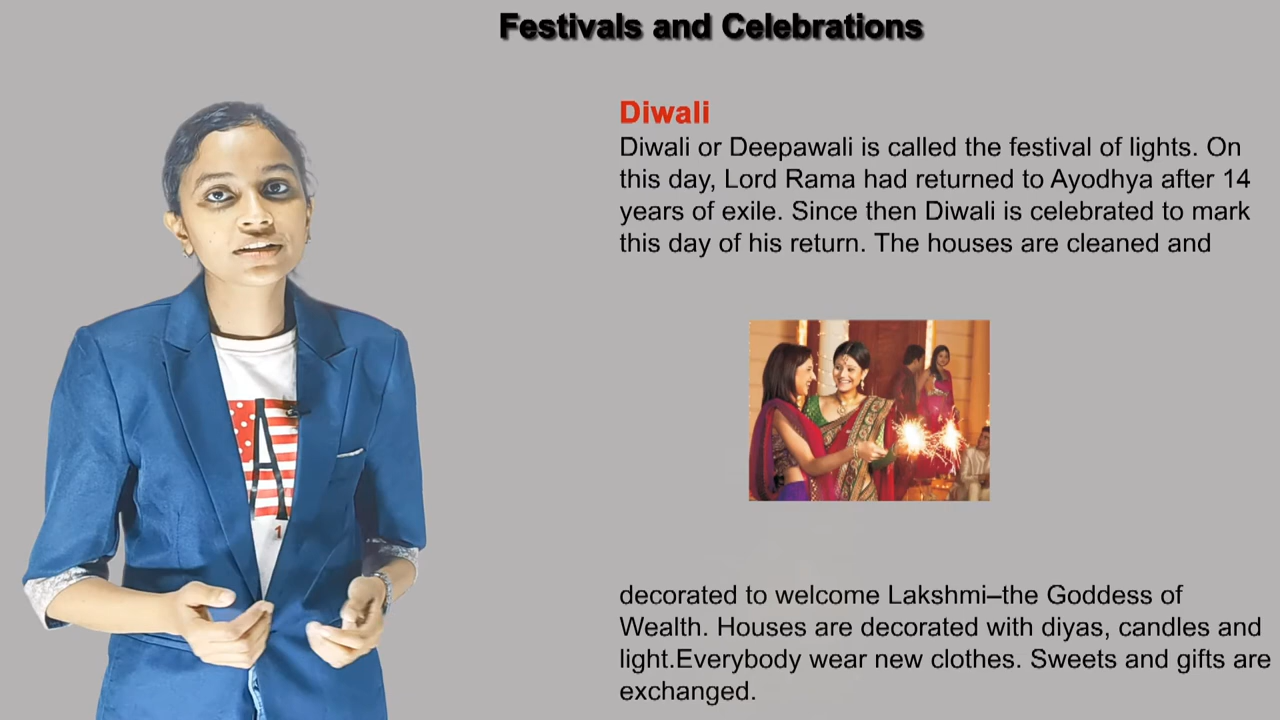 Festivals and Celebrations
Diwali
Diwali or Deepawali is called the festival of lights. On
this day, Lord Rama had returned to Ayodhya after 14
years of exile. Since then Diwali is celebrated to mark
this day of his return. The houses are cleaned and
decorated to welcome Lakshmi–the Goddess of
Wealth. Houses are decorated with diyas, candles and
light.Everybody wear new clothes. Sweets and gifts are
exchanged.
A
1